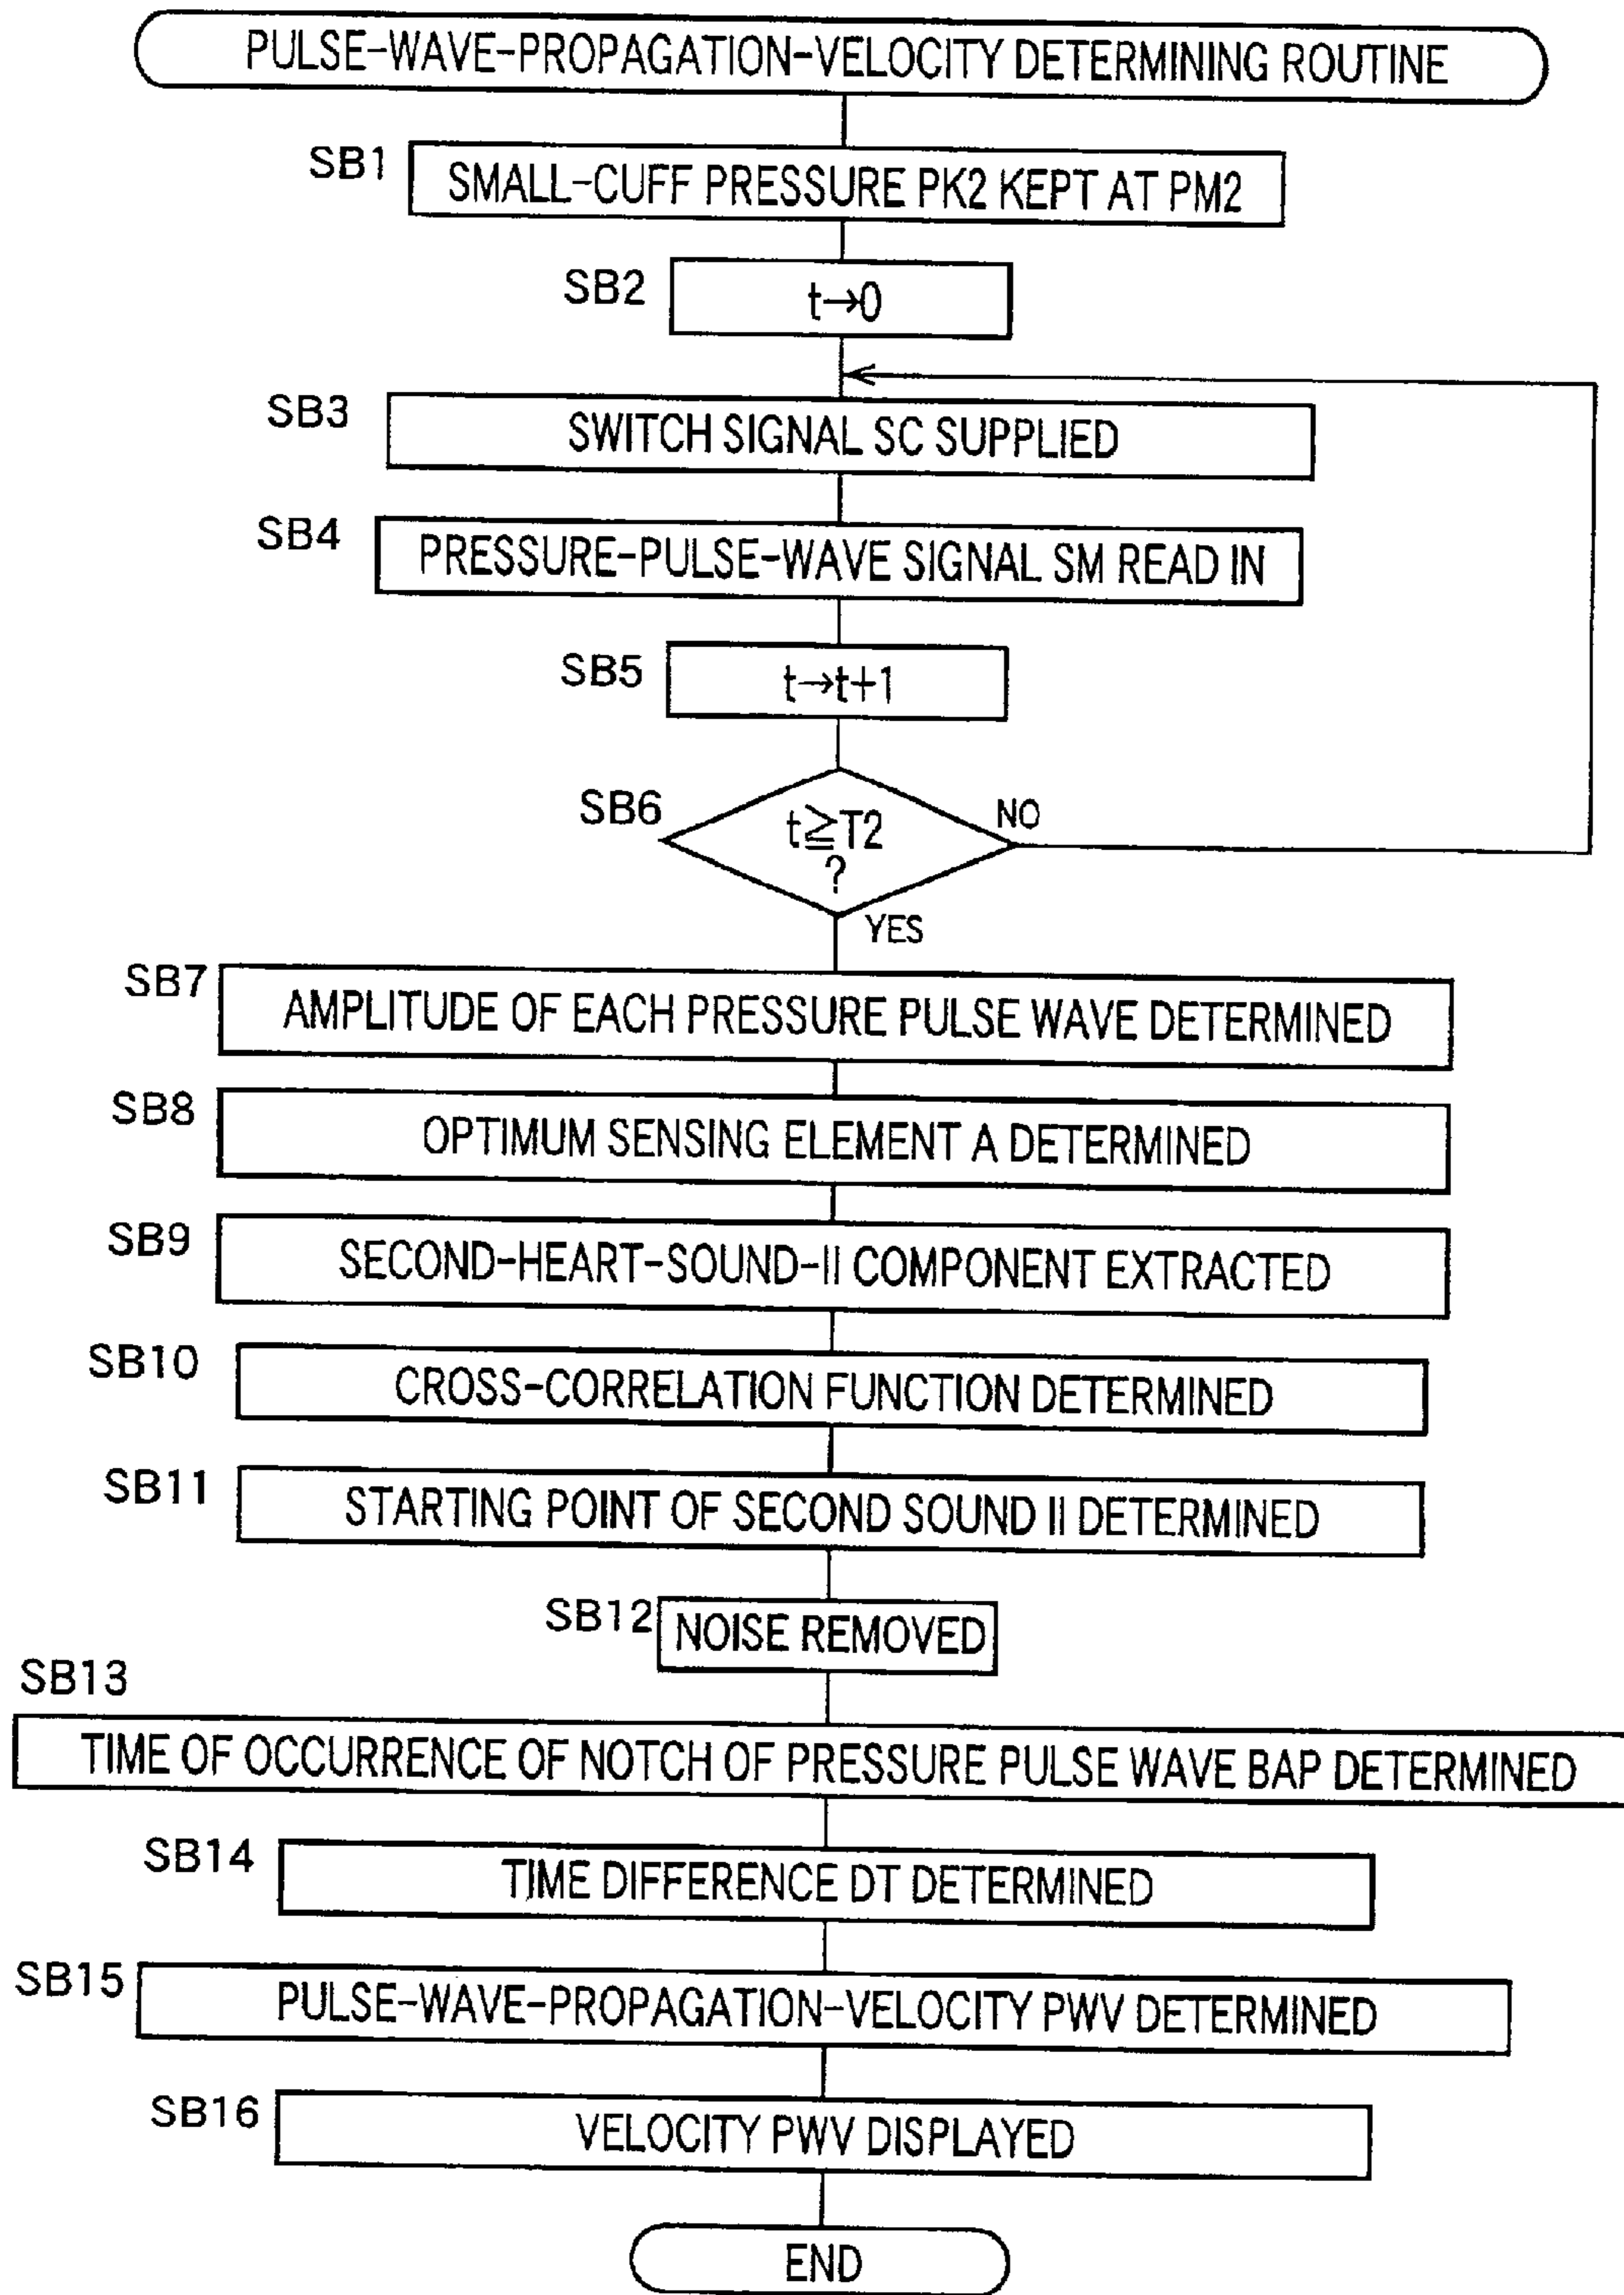 PULSE-WAVE-PROPAGATION-VELOCITY DETERMINING ROUTINE
SB1
SMALL-CUFF PRESSURE PK2 KEPT AT PM2
SB2
t→0
SB3
SWITCH SIGNAL SC SUPPLIED
SB4
PRESSURE-PULSE-WAVE SIGNAL SM READ IN
SB5
t→t+1
SB6
t≧T2
?
NO
YES
SB7
AMPLITUDE OF EACH PRESSURE PULSE WAVE DETERMINED
SB8
OPTIMUM SENSING ELEMENT A DETERMINED
SB9
SECOND-HEART-SOUND-II COMPONENT EXTRACTED
SB10
CROSS-CORRELATION FUNCTION DETERMINED
SB11
STARTING POINT OF SECOND SOUND II DETERMINED
SB12
NOISE REMOVED
SB13
TIME OF OCCURRENCE OF NOTCH OF PRESSURE PULSE WAVE BAP DETERMINED
SB14
TIME DIFFERENCE DT DETERMINED
SB15
PULSE-WAVE-PROPAGATION-VELOCITY PWV DETERMINED
SB16
VELOCITY PWV DISPLAYED
END